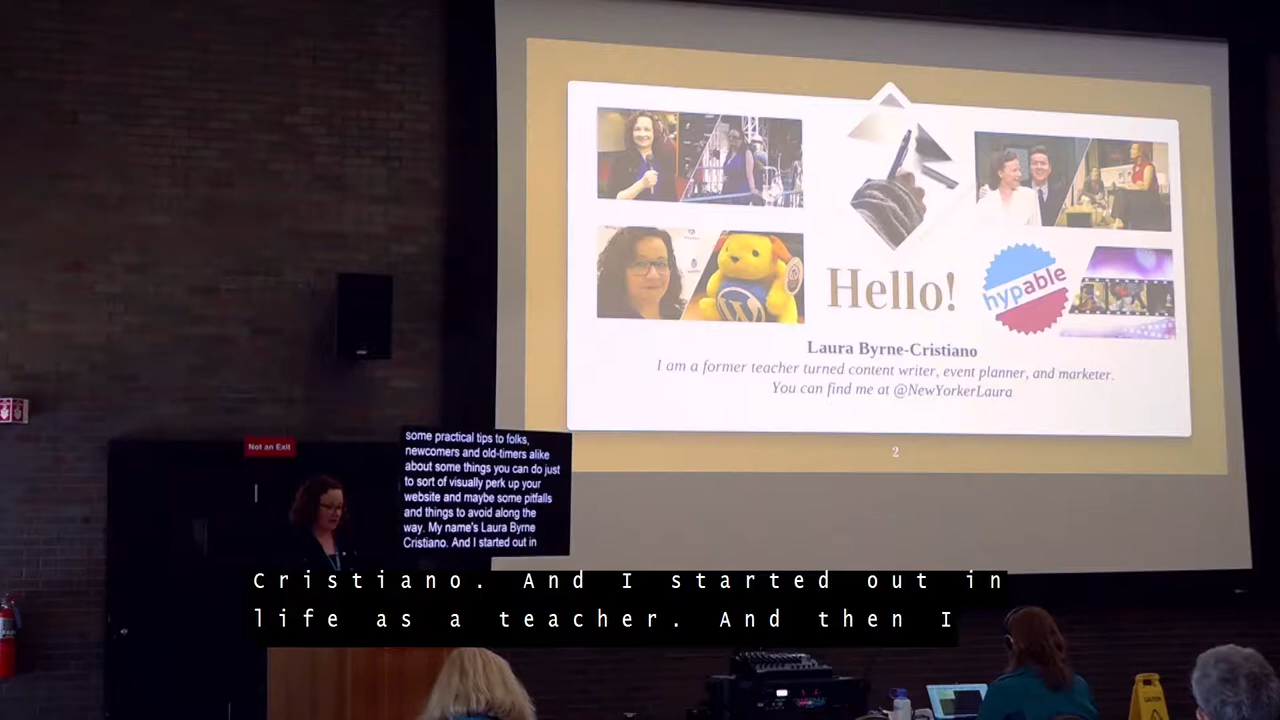 hypable
W
Hello!
Laura Byrne-Cristiano
I am a former teacher turned content writer, event planner, and marketer.
You can find me at @NewYorkerLaura
2
Not an Exit
some practical tips to folks,
newcomers and old-timers alike
about some things you can do just
to sort of visually perk up your
website and maybe some pitfalls
and things to avoid along the
way. My name's Laura Byrne
Cristiano. And I started out in
Cristiano. And I started out in
life as a teacher. And then I
CAUTION